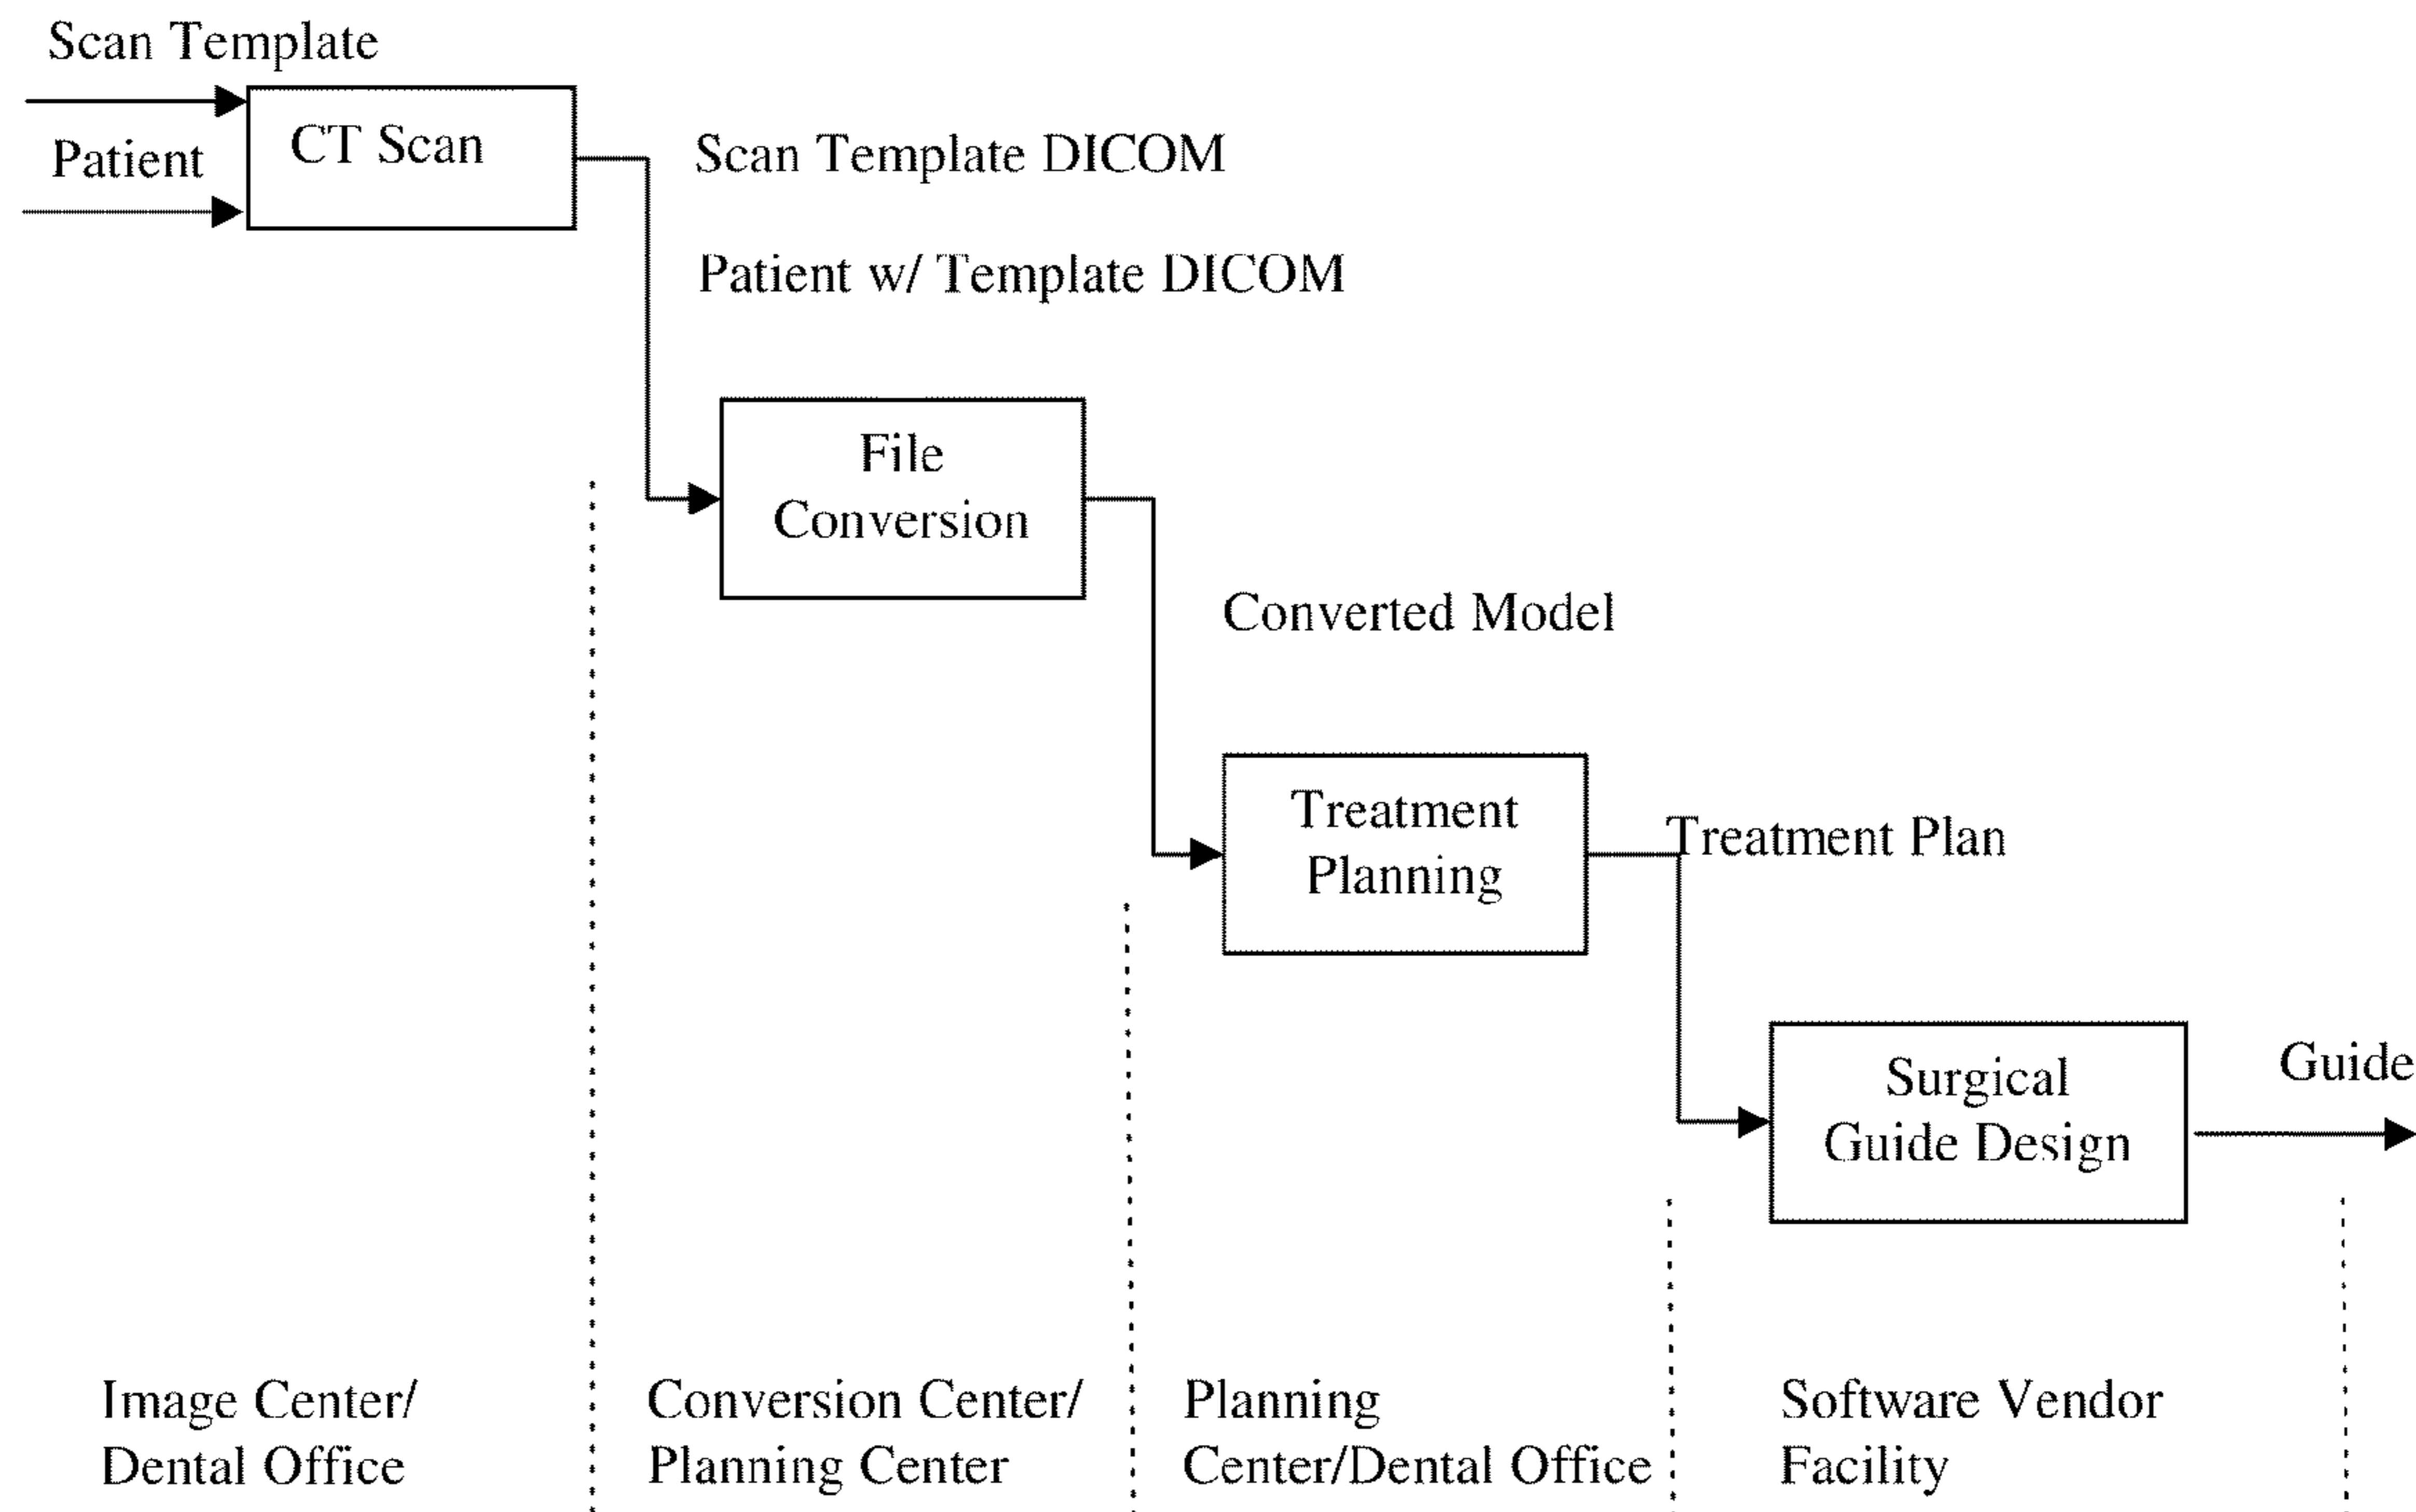 Scan Template
Patient
CT Scan
Scan Template DICOM
Patient w/ Template DICOM
File
Conversion
Converted Model
Treatment
Planning
Treatment Plan
Surgical
Guide Design
Guide
Image Center/
Dental Office
Conversion Center/
Planning Center
Planning
Center/Dental Office
Software Vendor
Facility